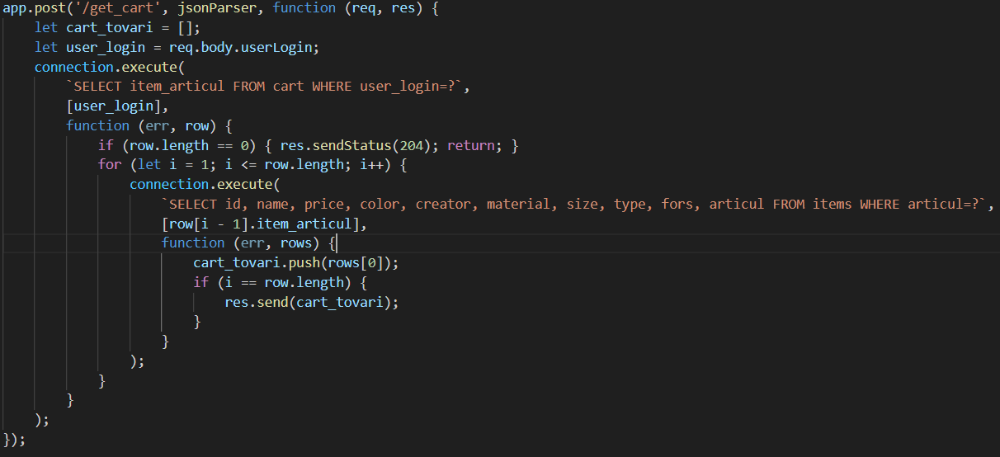 app.post('/get_cart', jsonParser, function (req, res) {
    let cart_tovari = [];
    let user_login = req.body.userLogin;
    connection.execute(
        `SELECT item_articul FROM cart WHERE user_login=?`,
        [user_login],
        function (err, row) {
            if (row.length == 0) { res.sendStatus(204); return; }
            for (let i = 1; i <= row.length; i++) {
                connection.execute(
                    `SELECT id, name, price, color, creator, material, size, type, fors, articul FROM items WHERE articul=?`,
                    [row[i - 1].item_articul],
                    function (err, rows) {
                        cart_tovari.push(rows[0]);
                        if (i == row.length) {
                            res.send(cart_tovari);
                        }
                    }
                );
            }
        }
    );
});